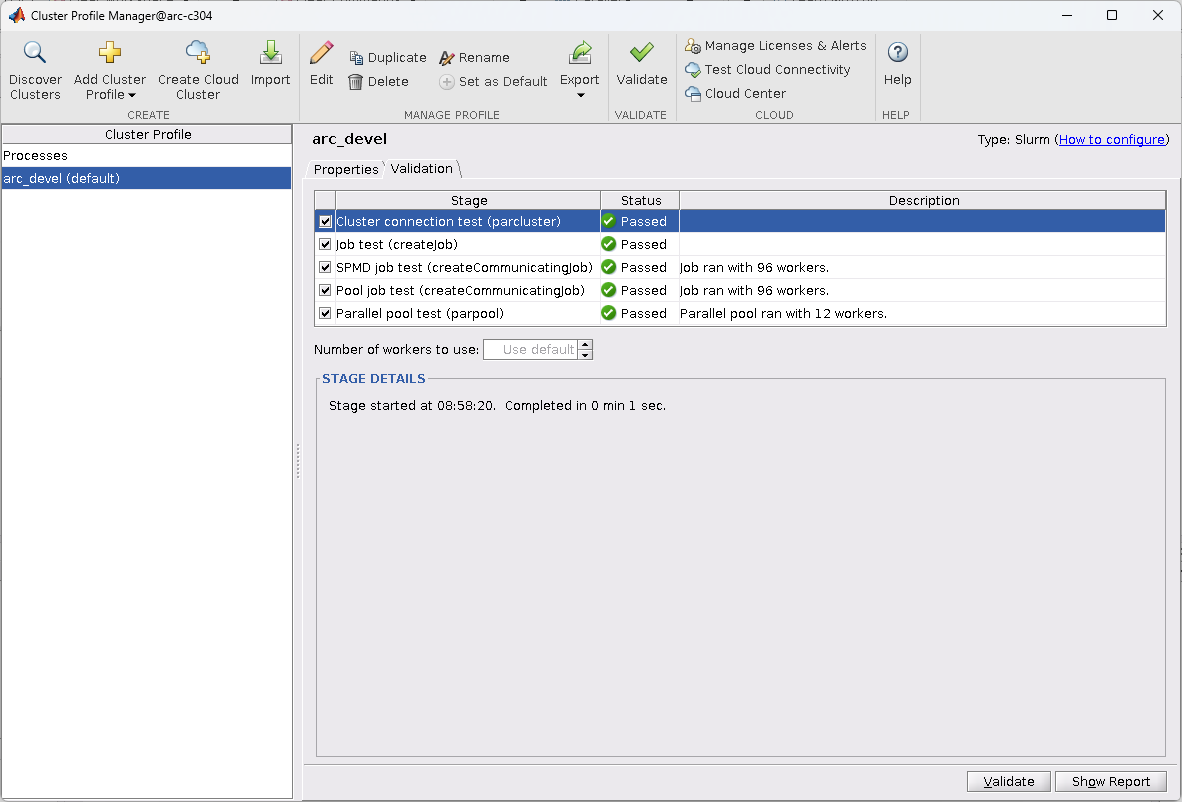 Cluster Profile Manager@arc-c304
Discover Clusters
Add Cluster Profile
Create Cloud Cluster
Import
CREATE
Edit
Duplicate
Delete
Rename
Set as Default
Export
MANAGE PROFILE
Validate
VALIDATE
Manage Licenses & Alerts
Test Cloud Connectivity
Cloud Center
CLOUD
Help
HELP
Cluster Profile
Processes
arc_devel (default)
arc_devel
Type: Slurm (How to configure)
Properties Validation
Stage Status Description
Cluster connection test (parcluster) Passed
Job test (createJob) Passed
SPMD job test (createCommunicatingJob) Passed Job ran with 96 workers.
Pool job test (createCommunicatingJob) Passed Job ran with 96 workers.
Parallel pool test (parpool) Passed Parallel pool ran with 12 workers.
Number of workers to use: Use default
STAGE DETAILS
Stage started at 08:58:20. Completed in 0 min 1 sec.
Validate Show Report